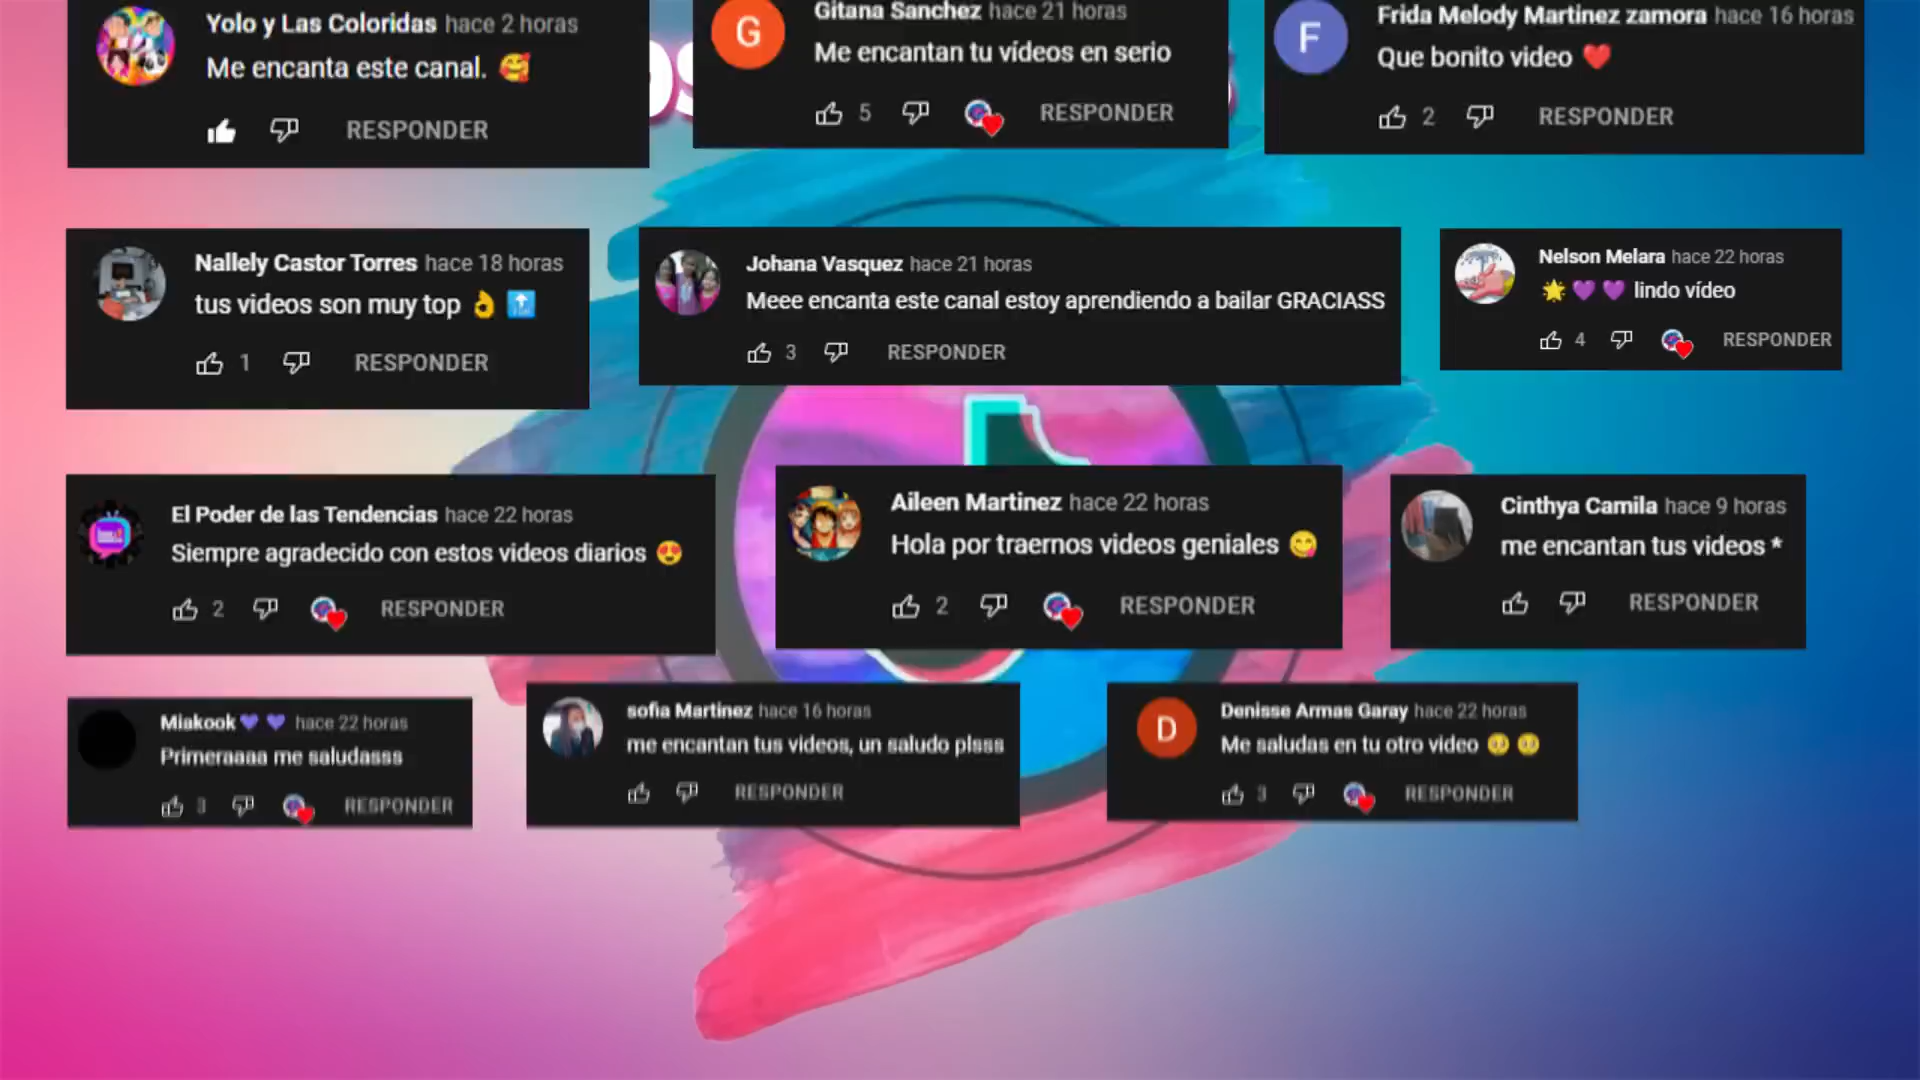 Yolo y Las Coloridas hace 2 horas
Me encanta este canal. 🥰
RESPONDER
Gitana Sanchez hace 21 horas
Me encantan tu vídeos en serio
5 RESPONDER
Frida Melody Martinez zamora hace 16 horas
Que bonito video ❤️
2 RESPONDER
Nallely Castor Torres hace 18 horas
tus videos son muy top 👌 🔝
1 RESPONDER
Johana Vasquez hace 21 horas
Meee encanta este canal estoy aprendiendo a bailar GRACIASS
3 RESPONDER
Nelson Melara hace 22 horas
🌟 💜 💜 lindo vídeo
4 RESPONDER
El Poder de las Tendencias hace 22 horas
Siempre agradecido con estos videos diarios 😍
2 RESPONDER
Aileen Martinez hace 22 horas
Hola por traernos videos geniales 😋
2 RESPONDER
Cinthya Camila hace 9 horas
me encantan tus videos *
RESPONDER
Miakook💜 💜 hace 22 horas
Primeraaaa me saludasss
3 RESPONDER
sofia Martinez hace 16 horas
me encantan tus videos, un saludo plsss
RESPONDER
Denisse Armas Garay hace 22 horas
Me saludas en tu otro video 🥺 🥺
3 RESPONDER